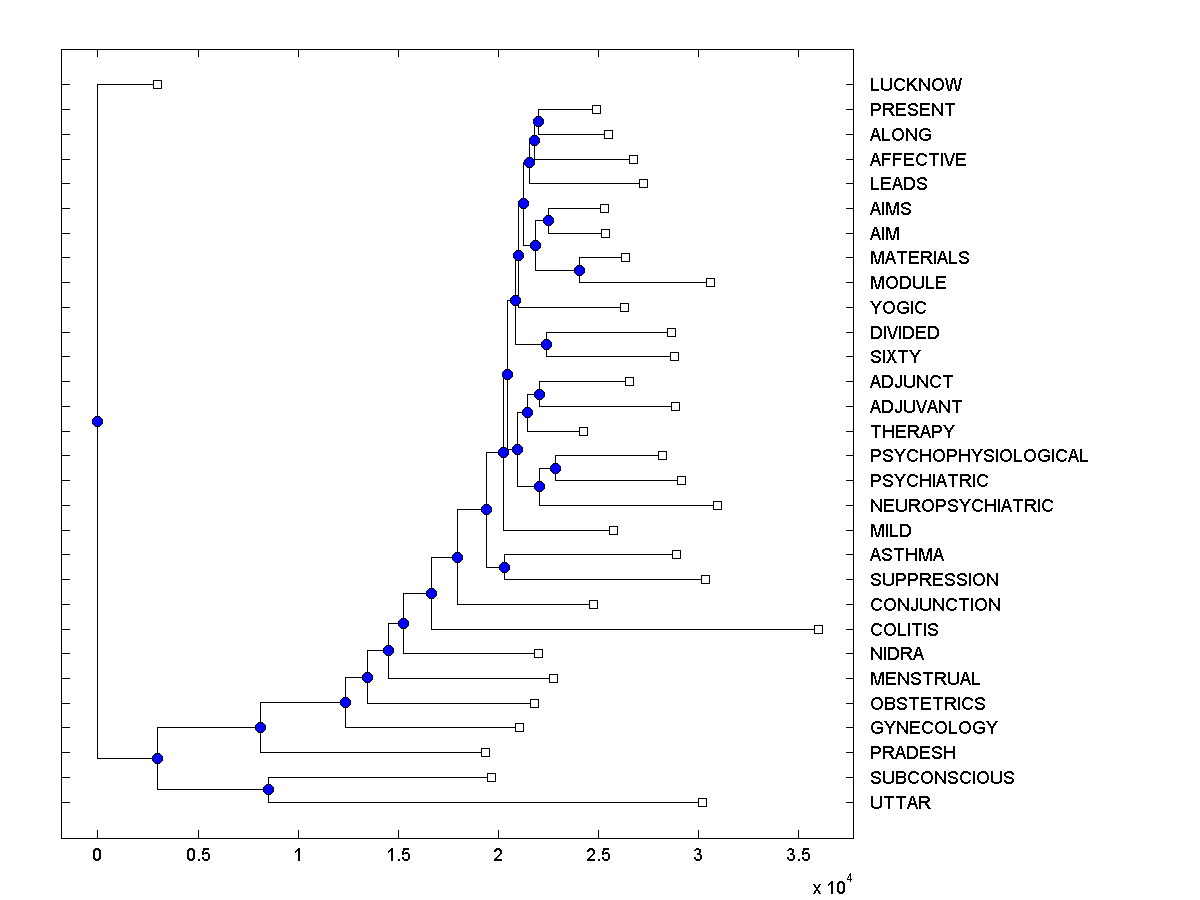 LUCKNOW
PRESENT
ALONG
AFFECTIVE
LEADS
AIMS
AIM
MATERIALS
MODULE
YOGIC
DIVIDED
SIXTY
ADJUNCT
ADJUVANT
THERAPY
PSYCHOPHYSIOLOGICAL
PSYCHIATRIC
NEUROPSYCHIATRIC
MILD
ASTHMA
SUPPRESSION
CONJUNCTION
COLITIS
NIDRA
MENSTRUAL
OBSTETRICS
GYNECOLOGY
PRADESH
SUBCONSCIOUS
UTTAR
0 0.5 1 1.5 2 2.5 3 3.5
x 10^4